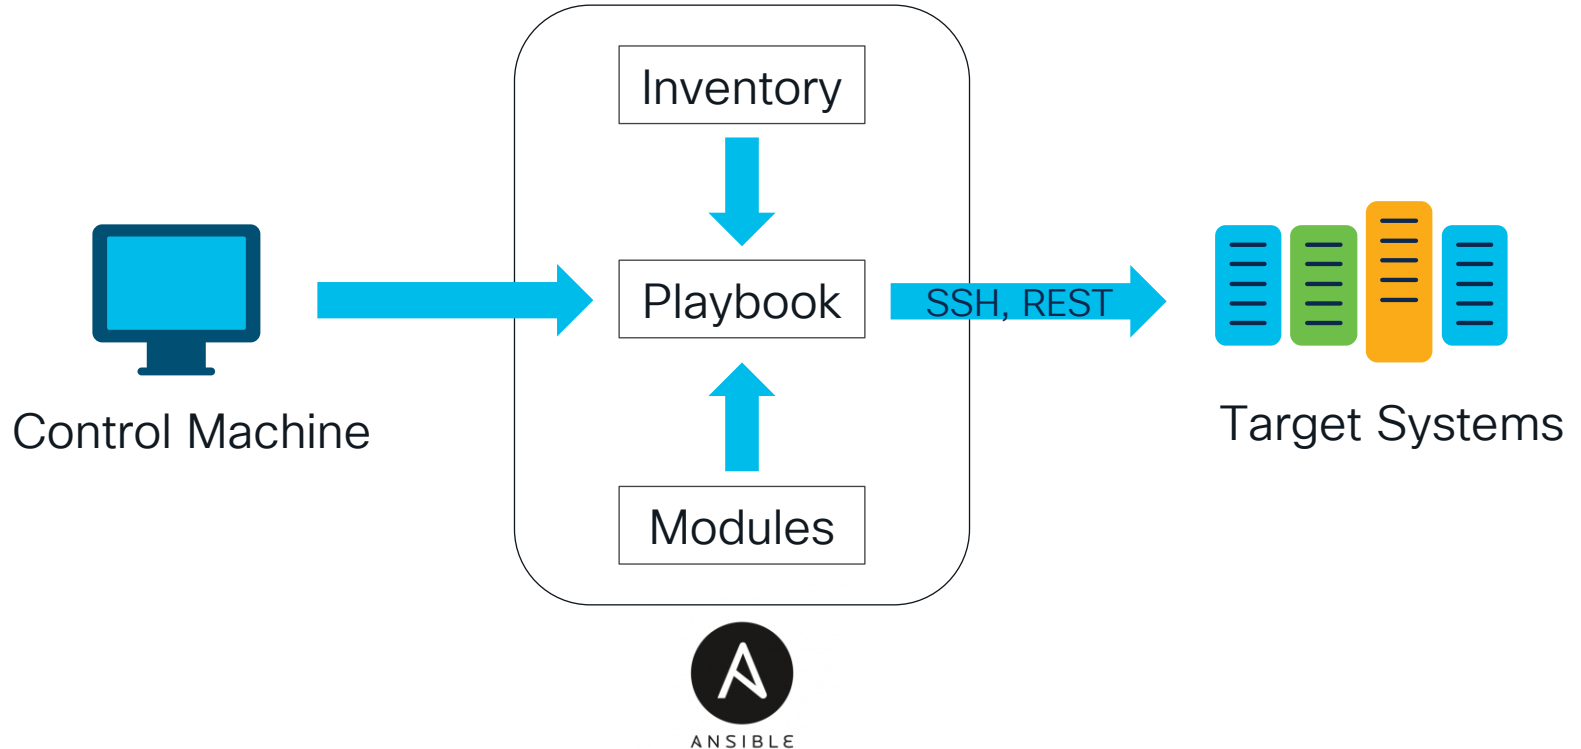 Inventory
Playbook
SSH, REST
Control Machine
Target Systems
Modules
ANSIBLE